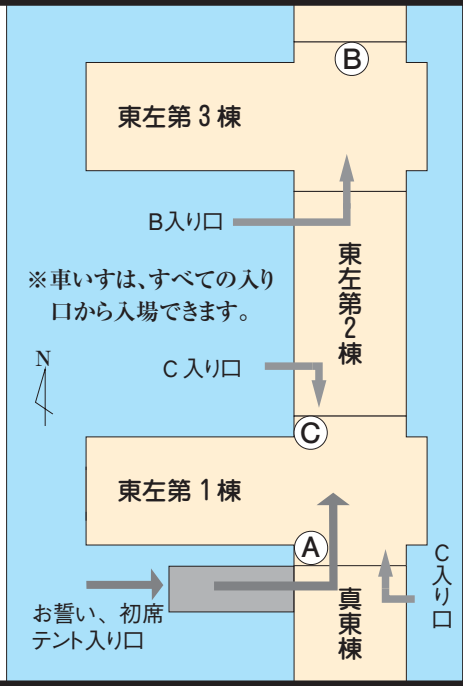 B
東左第3棟
B入り口
※車いすは、すべての入り
口から入場できます。
東左第2棟
N
C入り口
C
東左第1棟
A
C入り口
お誓い、初席
テント入り口
真東棟